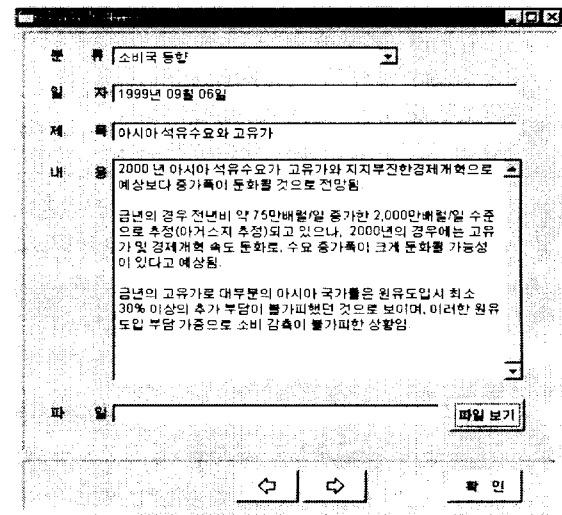 분 류 소비국 동향
일 자 1999년 09월 06일
제 목 아시아 석유수요와 고유가
내 용 2000 년 아시아 석유수요가 고유가와 지지부진한경제개혁으로
예상보다 증가폭이 둔화될 것으로 전망됨.
금년의 경우 전년비 약 75만배럴/일 증가한 2,000만배럴/일 수준
으로 추정(아거스지 추정)되고 있으나, 2000년의 경우에는 고유
가 및 경제개혁 속도 둔화로, 수요 증가폭이 크게 둔화될 가능성
이 있다고 예상됨.
금년의 고유가로 대부분의 아시아 국가들은 원유도입시 최소
30% 이상의 추가 부담이 불가피했던 것으로 보이며, 이러한 원유
도입 부담 가중으로 소비 감축이 불가피한 상황임.
파 일 파일 보기
확 인